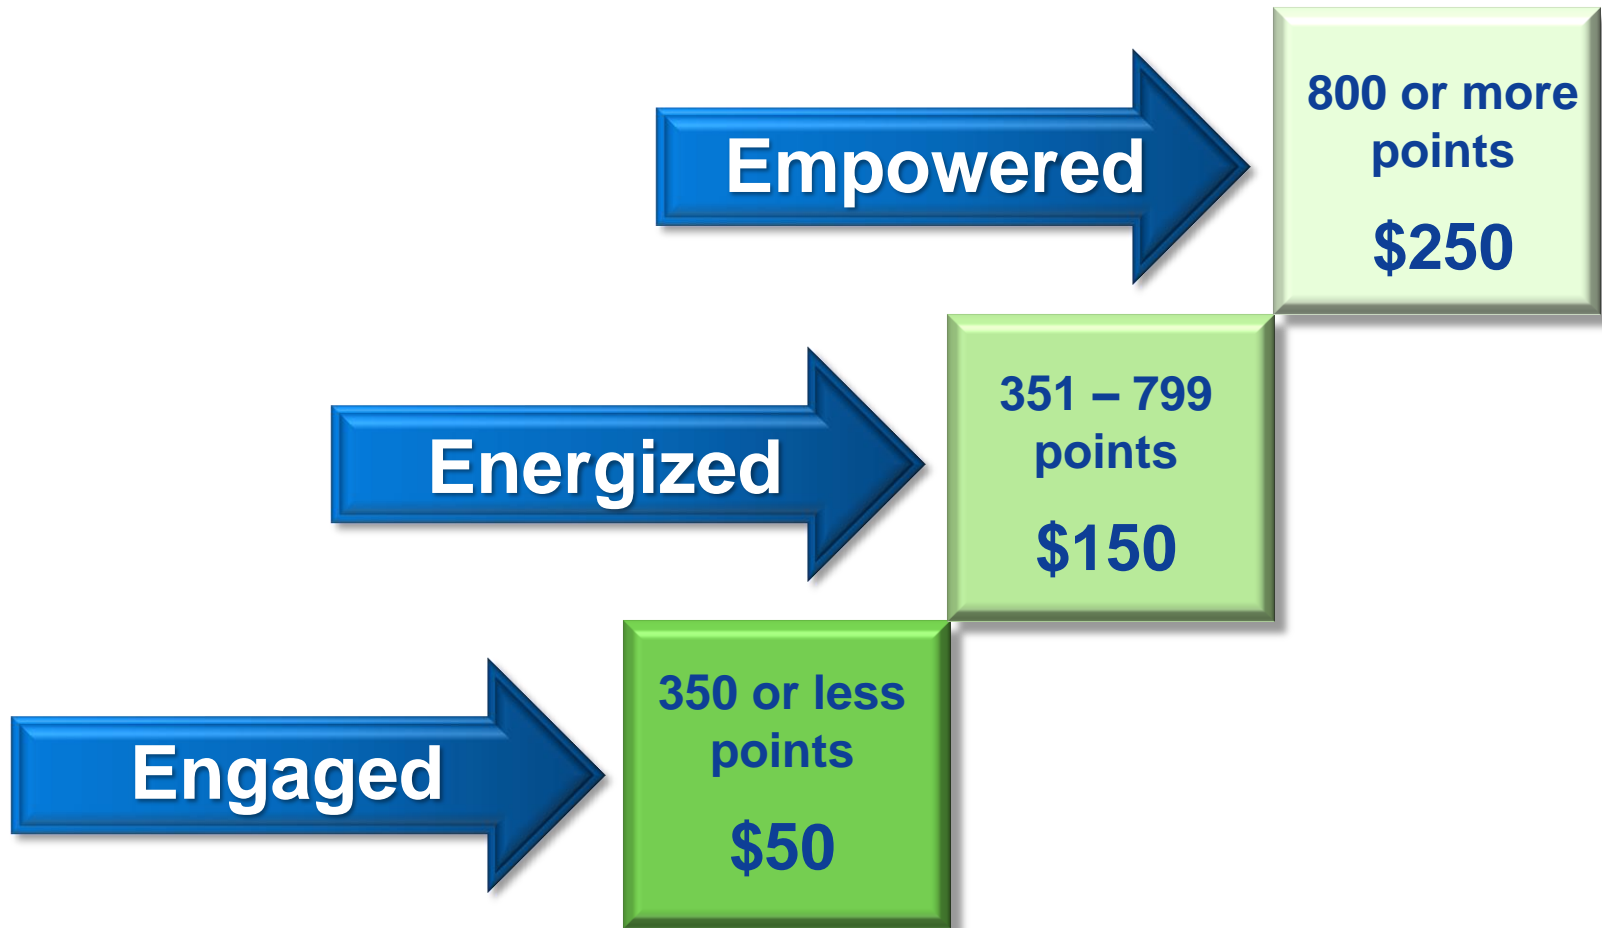 Empowered
800 or more
points
$250
Energized
351 – 799
points
$150
Engaged
350 or less
points
$50